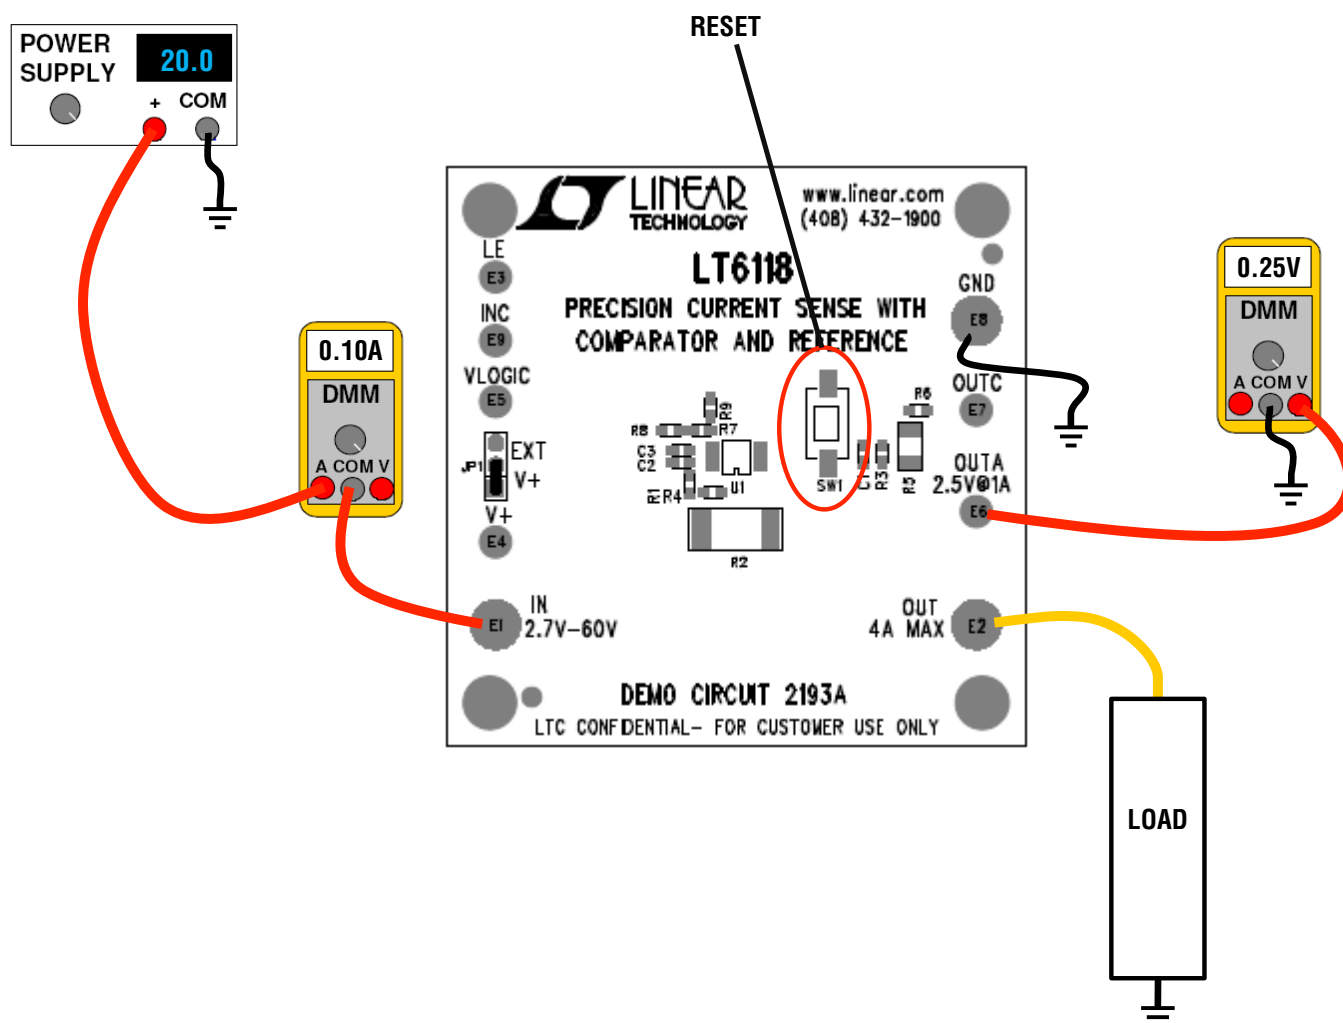 RESET
POWER
SUPPLY
20.0
+ COM
LINEAR
TECHNOLOGY
www.linear.com
(408) 432-1900
LT6118
PRECISION CURRENT SENSE WITH
COMPARATOR AND REFERENCE
LE
E3
INC
E9
VLOGIC
E5
JP1
EXT
V+
V+
E4
IN
2.7V-60V
E1
GND
E8
OUTC
E7
OUTA
2.5V@1A
E6
OUT
4A MAX
E2
R9
R8
R7
C3
C2
R1
R4
U1
R2
SW1
C1
R3
R5
R6
DEMO CIRCUIT 2193A
LTC CONFIDENTIAL- FOR CUSTOMER USE ONLY
0.10A
DMM
A COM V
0.25V
DMM
A COM V
LOAD